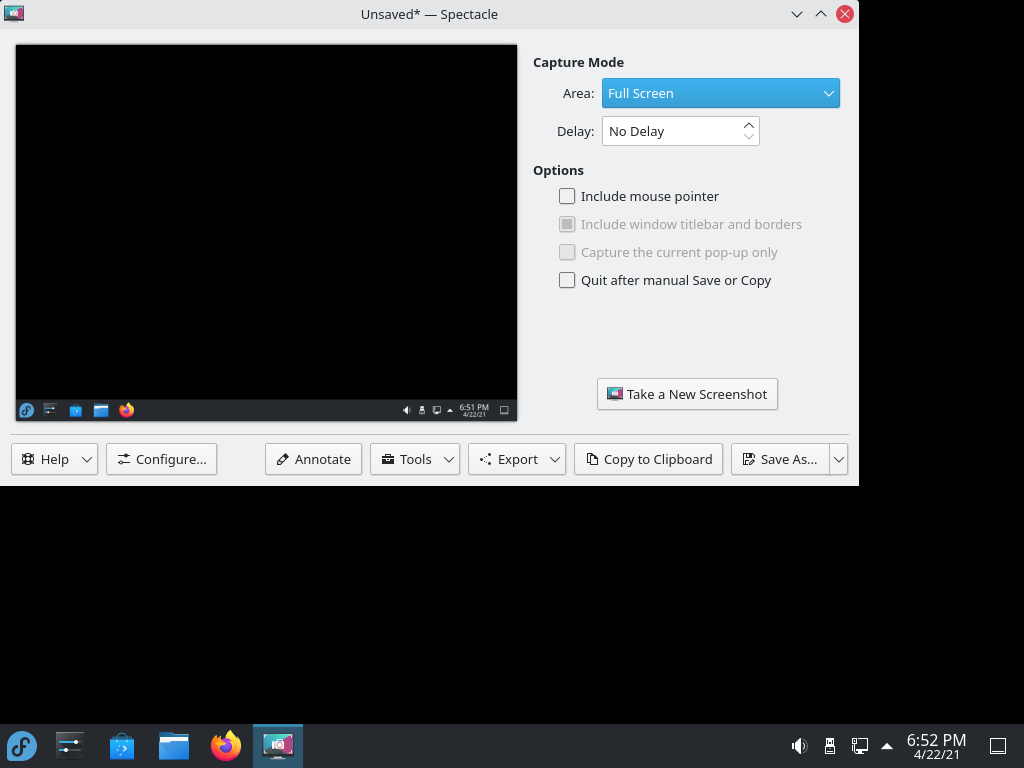 Unsaved* — Spectacle
Capture Mode
Area: Full Screen
Delay: No Delay
Options
Include mouse pointer
Include window titlebar and borders
Capture the current pop-up only
Quit after manual Save or Copy
Take a New Screenshot
6:51 PM
4/22/21
Help
Configure...
Annotate
Tools
Export
Copy to Clipboard
Save As...
6:52 PM
4/22/21